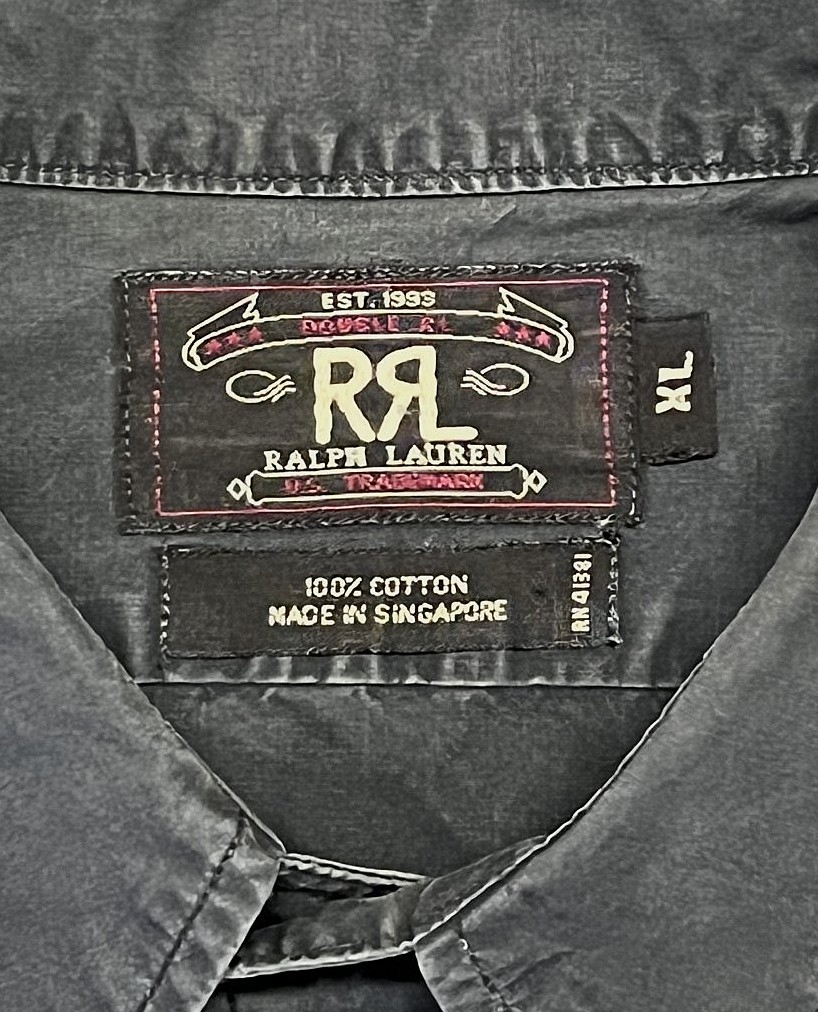 EST. 1993
DOUBLE RL
RRL
RALPH LAUREN
U.S. TRADEMARK
XL
100% COTTON
MADE IN SINGAPORE
RN 41381